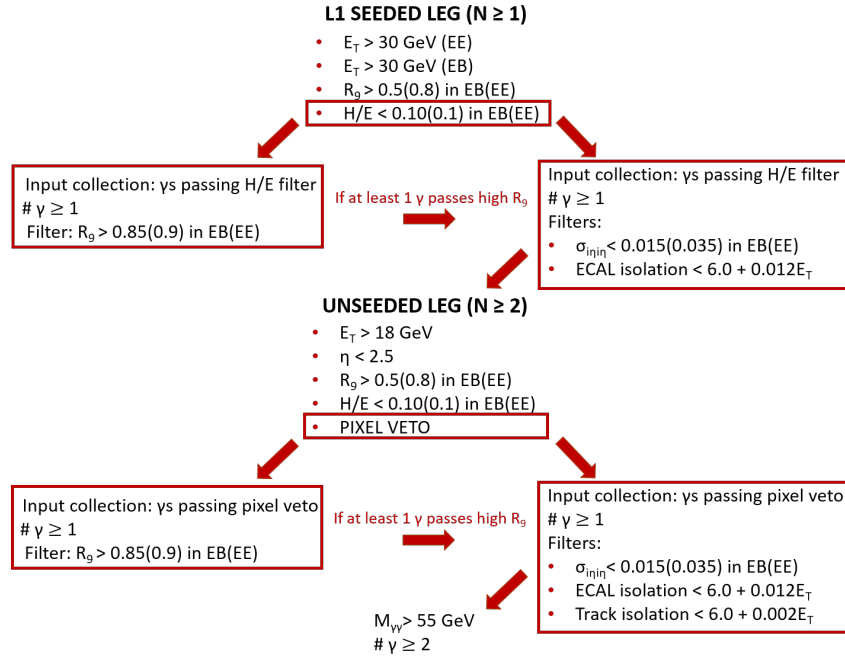 L1 SEEDED LEG (N ≥ 1)
• E_T > 30 GeV (EE)
• E_T > 30 GeV (EB)
• R_9 > 0.5(0.8) in EB(EE)
• H/E < 0.10(0.1) in EB(EE)
Input collection: γs passing H/E filter
# γ ≥ 1
Filter: R_9 > 0.85(0.9) in EB(EE)
If at least 1 γ passes high R_9
Input collection: γs passing H/E filter
# γ ≥ 1
Filters:
• σ_iηiη < 0.015(0.035) in EB(EE)
• ECAL isolation < 6.0 + 0.012E_T
UNSEEDED LEG (N ≥ 2)
• E_T > 18 GeV
• η < 2.5
• R_9 > 0.5(0.8) in EB(EE)
• H/E < 0.10(0.1) in EB(EE)
• PIXEL VETO
Input collection: γs passing pixel veto
# γ ≥ 1
Filter: R_9 > 0.85(0.9) in EB(EE)
If at least 1 γ passes high R_9
Input collection: γs passing pixel veto
# γ ≥ 1
Filters:
• σ_iηiη < 0.015(0.035) in EB(EE)
• ECAL isolation < 6.0 + 0.012E_T
• Track isolation < 6.0 + 0.002E_T
M_γγ > 55 GeV
# γ ≥ 2